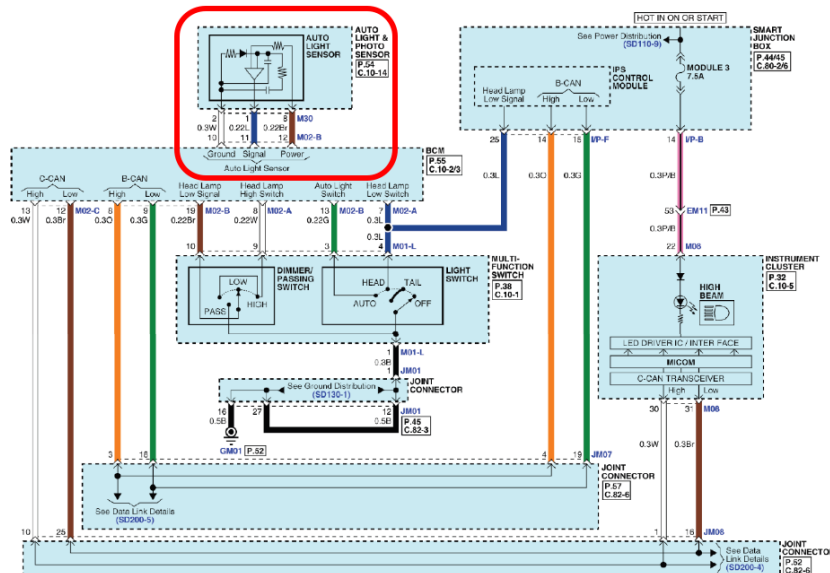 HOT IN ON OR START
AUTO
LIGHT
SENSOR
AUTO
LIGHT &
PHOTO
SENSOR
P.54
C.10-14
See Power Distribution
(SD110-9)
SMART
JUNCTION
BOX
P.44/45
C.80-2/6
MODULE 3
7.5A
IPS
CONTROL
MODULE
Head Lamp
Low Signal
B-CAN
High Low
2 1 8 M30
0.3W 0.22L 0.22Br
10 11 12 M02-B
Ground Signal Power
Auto Light Sensor
25 14 15 I/P-F 14 I/P-B
BCM
P.55
C.10-2/3
0.3L 0.3O 0.3G 0.3P/B
C-CAN
High Low
B-CAN
High Low
Head Lamp
Low Signal
Head Lamp
High Switch
Auto Light
Switch
Head Lamp
Low Switch
13 12 M02-C 8 9 19 M02-B 8 M02-A 13 M02-B 7 M02-A
0.3W 0.3Br 0.3O 0.3G 0.22Br 0.22W 0.22G 0.3L
0.3L
53 EM11 P.43
0.3P/B
10 9 3 4 M01-L
22 M06
DIMMER/
PASSING
SWITCH
LOW
HIGH
PASS
LIGHT
SWITCH
HEAD TAIL
AUTO OFF
MULTI-
FUNCTION
SWITCH
P.38
C.10-1
INSTRUMENT
CLUSTER
P.32
C.10-5
HIGH
BEAM
LED DRIVER IC / INTER FACE
MICOM
C-CAN TRANSCEIVER
High Low
1 M01-L
0.3B
1 JM01
See Ground Distribution
(SD130-1)
JOINT
CONNECTOR
16 27 12 JM01
0.5B 0.5B
P.45
C.82-3
GM01 P.52
30 31 M06
0.3W 0.3Br
3 18 4 19 JM07
See Data Link Details
(SD200-5)
JOINT
CONNECTOR
P.57
C.82-6
10 25 1 16 JM06
See Data
Link Details
(SD200-4)
JOINT
CONNECTOR
P.52
C.82-6